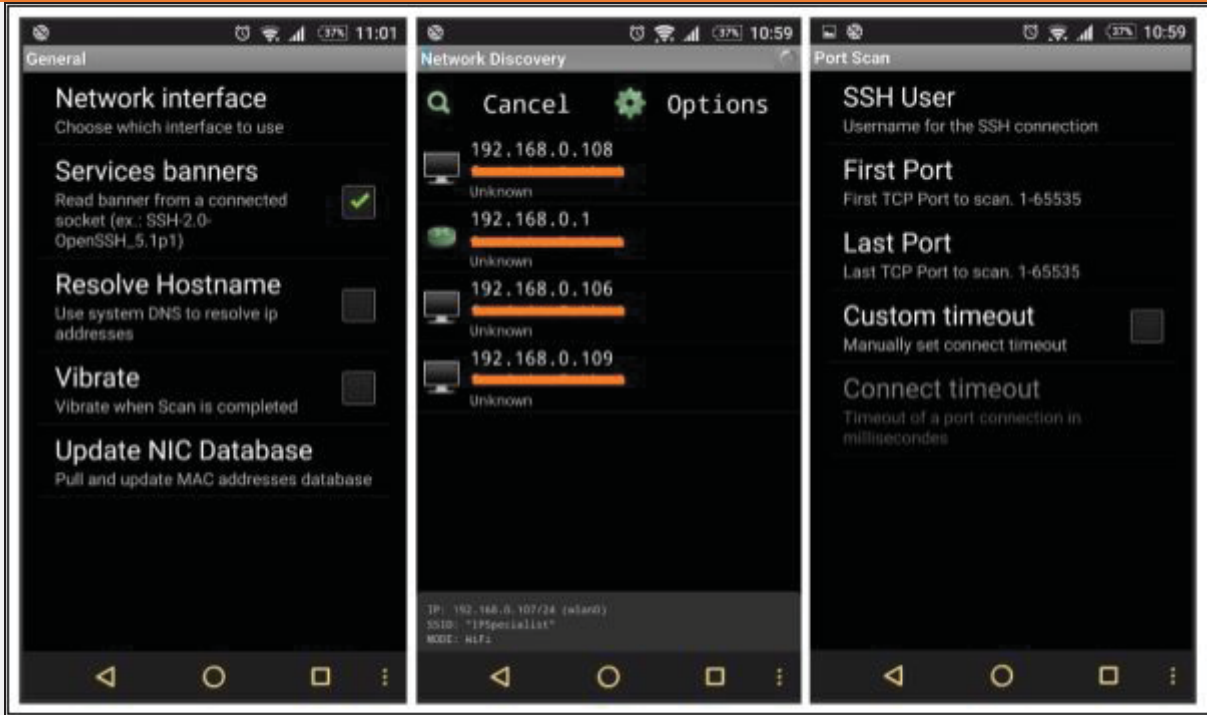 37% 11:01
General
Network interface
Choose which interface to use
Services banners
Read banner from a connected
socket (ex.: SSH-2.0-
OpenSSH_5.1p1)
Resolve Hostname
Use system DNS to resolve ip
addresses
Vibrate
Vibrate when Scan is completed
Update NIC Database
Pull and update MAC addresses database
37% 10:59
Network Discovery
Cancel Options
192.168.0.108
Unknown
192.168.0.1
Unknown
192.168.0.106
Unknown
192.168.0.109
Unknown
IP: 192.168.0.107/24 (wlan0)
SSID: "IPSpecialist"
MODE: WiFi
37% 10:59
Port Scan
SSH User
Username for the SSH connection
First Port
First TCP Port to scan. 1-65535
Last Port
Last TCP Port to scan. 1-65535
Custom timeout
Manually set connect timeout
Connect timeout
Timeout of a port connection in
millisecondes